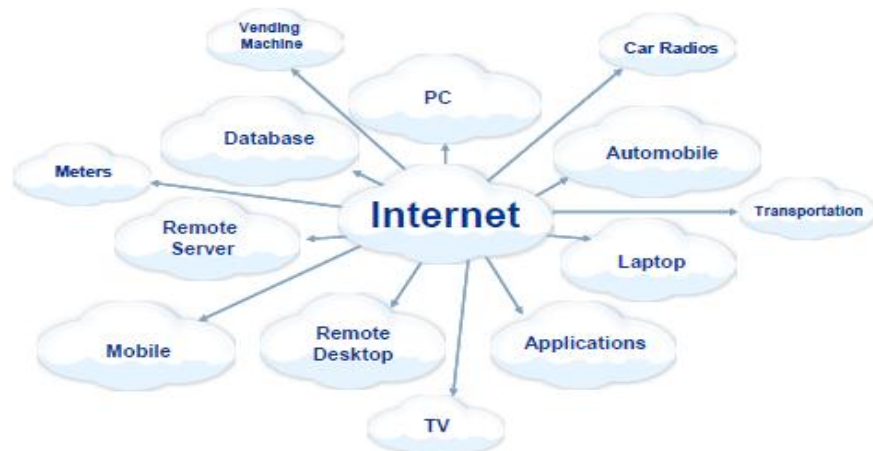 Vending
Machine
Car Radios
PC
Database
Automobile
Meters
Internet
Transportation
Remote
Server
Laptop
Mobile
Remote
Desktop
Applications
TV